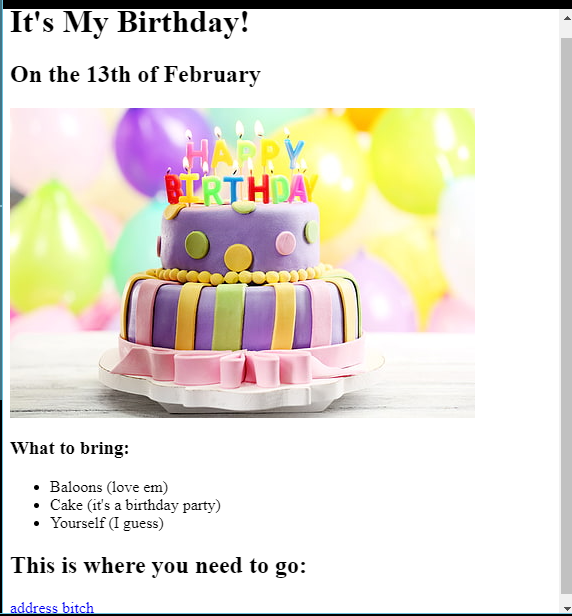 It's My Birthday!
On the 13th of February
HAPPY
BIRTHDAY
What to bring:
Baloons (love em)
Cake (it's a birthday party)
Yourself (I guess)
This is where you need to go:
address bitch